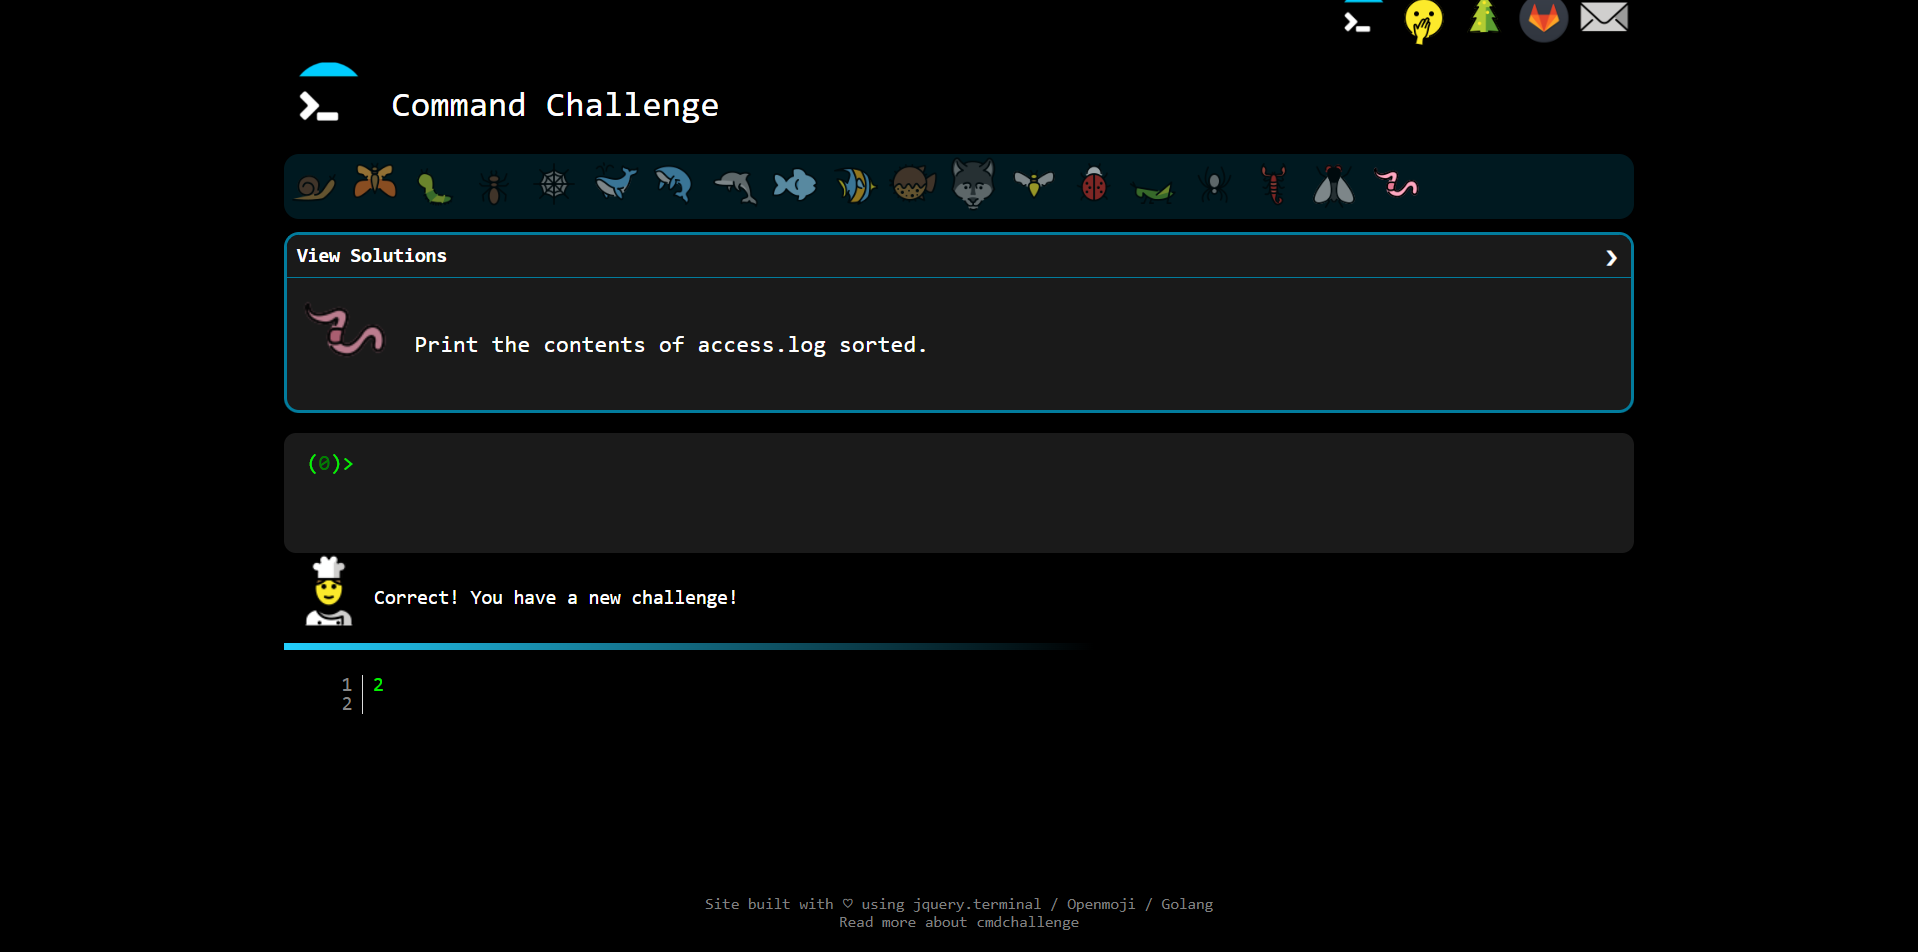 Command Challenge
View Solutions
Print the contents of access.log sorted.
(0)>
Correct! You have a new challenge!
1 2
2
Site built with ♡ using jquery.terminal / Openmoji / Golang
Read more about cmdchallenge